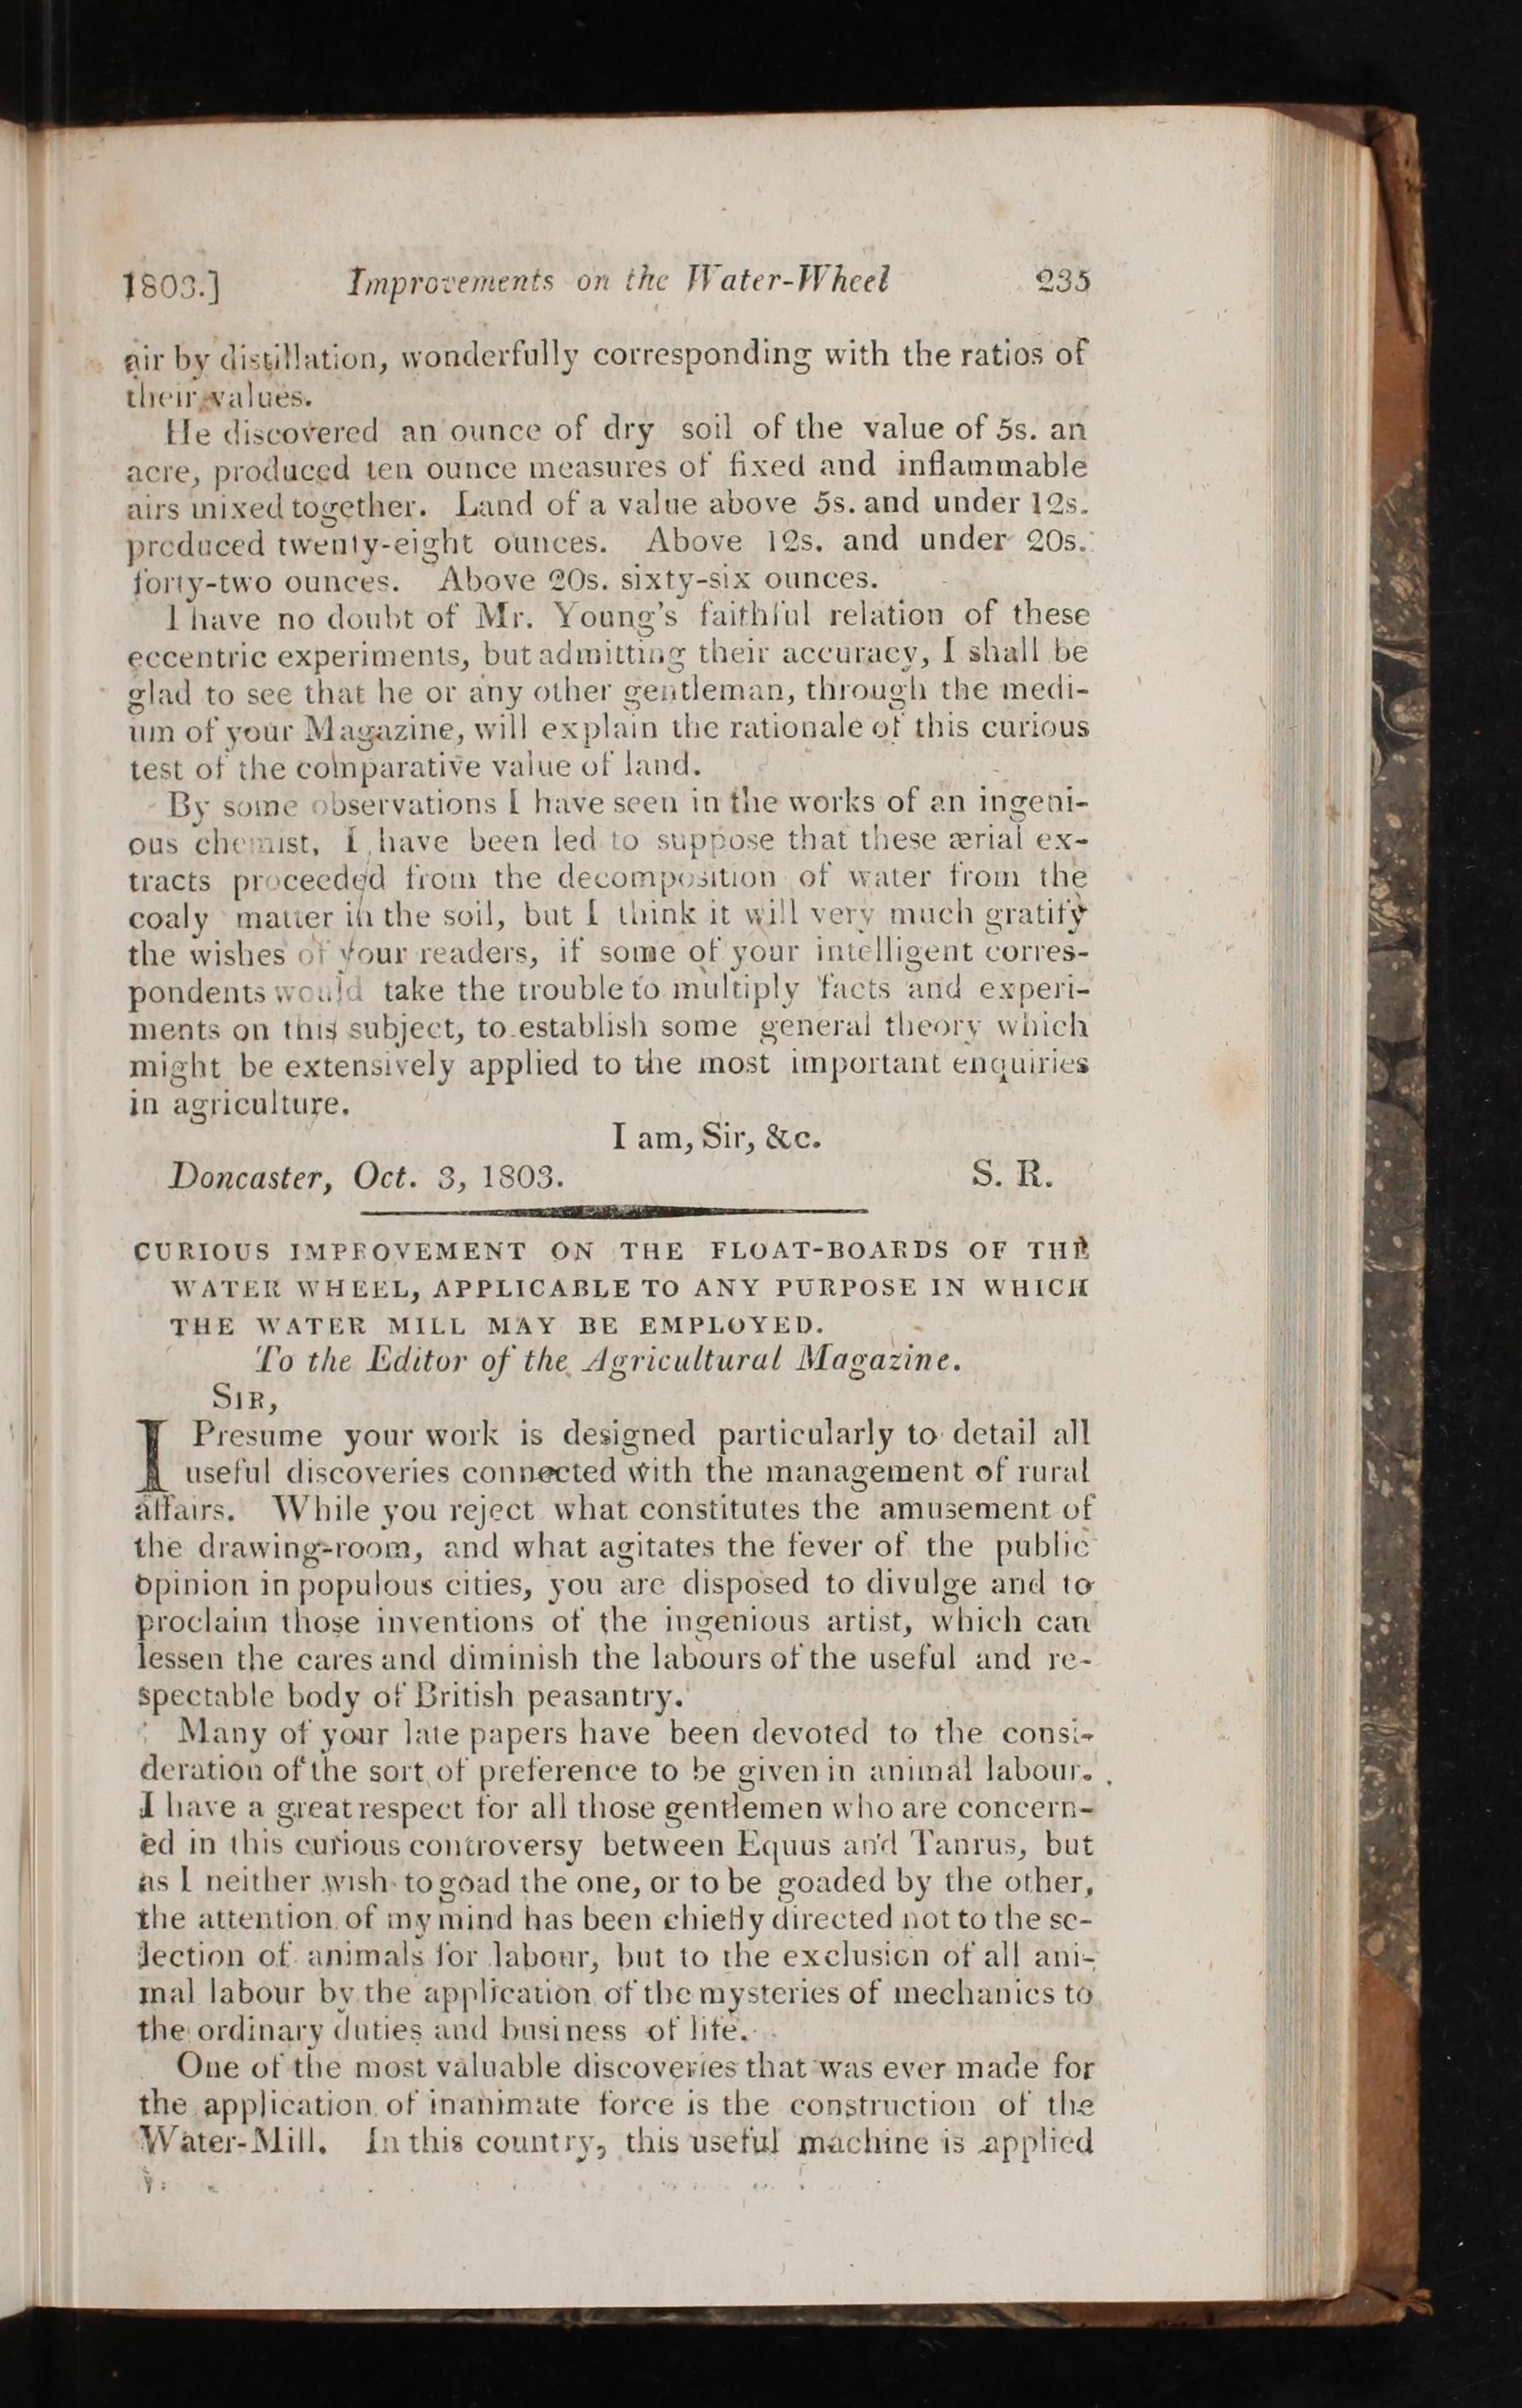 1803.] Improvements on the Water-Wheel 235
air by distillation, wonderfully corresponding with the ratios of
their values.
He discovered an ounce of dry soil of the value of 5s. an
acre, produced ten ounce measures of fixed and inflammable
airs mixed together. Land of a value above 5s. and under 12s.
produced twenty-eight ounces. Above 12s. and under 20s.
forty-two ounces. Above 20s. sixty-six ounces.
I have no doubt of Mr. Young's faithful relation of these
eccentric experiments, but admitting their accuracy, I shall be
glad to see that he or any other gentleman, through the medi-
um of your Magazine, will explain the rationale of this curious
test of the comparative value of land.
By some observations I have seen in the works of an ingeni-
ous chemist, I have been led to suppose that these ærial ex-
tracts proceeded from the decomposition of water from the
coaly matter in the soil, but I think it will very much gratify
the wishes of your readers, if some of your intelligent corres-
pondents would take the trouble to multiply facts and experi-
ments on this subject, to establish some general theory which
might be extensively applied to the most important enquiries
in agriculture.
I am, Sir, &c.
Doncaster, Oct. 3, 1803. S. R.
CURIOUS IMPROVEMENT ON THE FLOAT-BOARDS OF THE
WATER WHEEL, APPLICABLE TO ANY PURPOSE IN WHICH
THE WATER MILL MAY BE EMPLOYED.
To the Editor of the Agricultural Magazine.
SIR,
I Presume your work is designed particularly to detail all
useful discoveries connected with the management of rural
affairs. While you reject what constitutes the amusement of
the drawing-room, and what agitates the fever of the public
opinion in populous cities, you are disposed to divulge and to
proclaim those inventions of the ingenious artist, which can
lessen the cares and diminish the labours of the useful and re-
spectable body of British peasantry.
Many of your late papers have been devoted to the consi-
deration of the sort of preference to be given in animal labour.
I have a great respect for all those gentlemen who are concern-
ed in this curious controversy between Equus and Tanrus, but
as I neither wish to goad the one, or to be goaded by the other,
the attention of my mind has been chiefly directed not to the se-
lection of animals for labour, but to the exclusion of all ani-
mal labour by the application of the mysteries of mechanics to
the ordinary duties and business of life.
One of the most valuable discoveries that was ever made for
the application of inanimate force is the construction of the
Water-Mill. In this country, this useful machine is applied